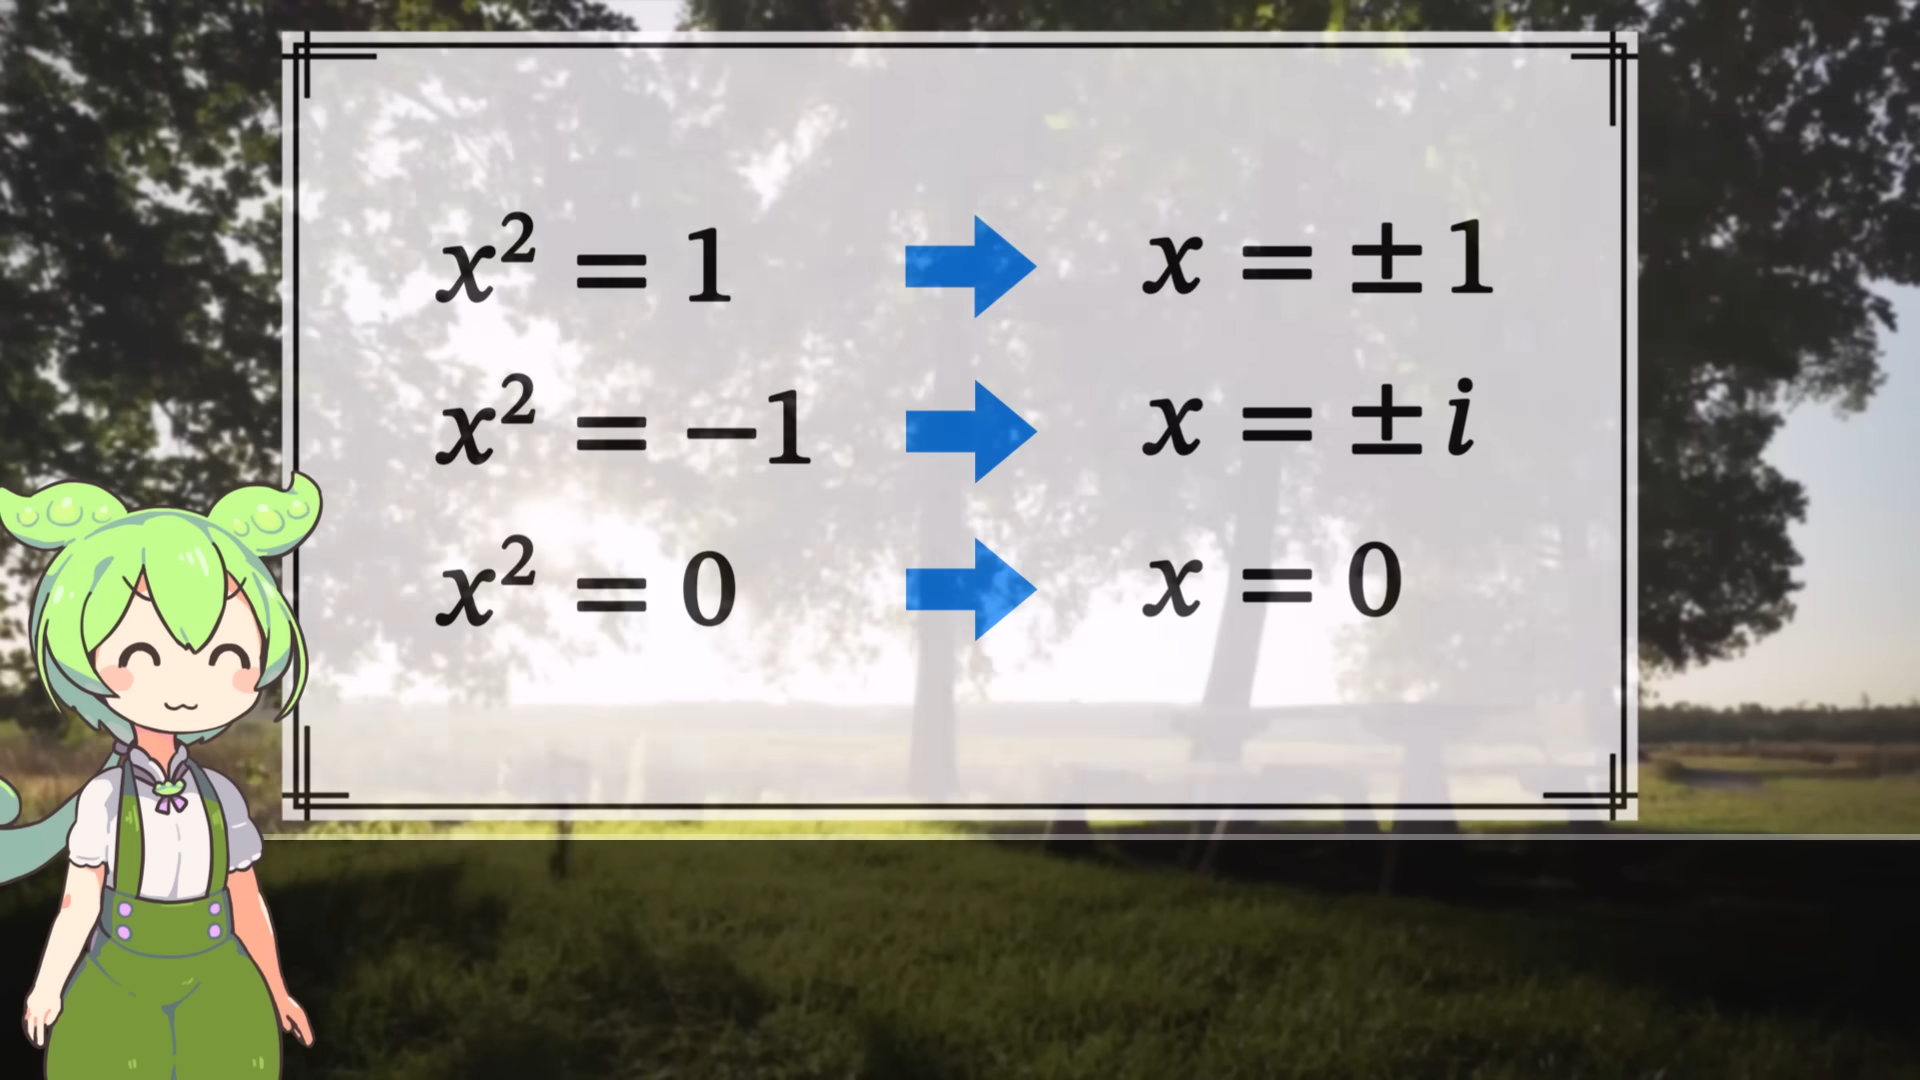 x² = 1 ➡ x = ±1
x² = −1 ➡ x = ±i
x² = 0 ➡ x = 0